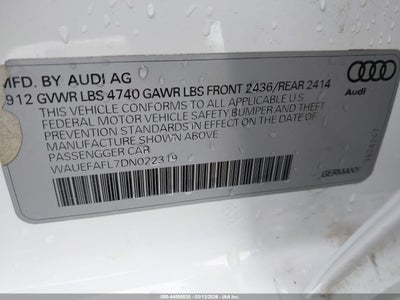 MFD. BY AUDI AG
912 GVWR LBS 4740 GAWR LBS FRONT 2436/REAR 2414
THIS VEHICLE CONFORMS TO ALL APPLICABLE U.S.
FEDERAL MOTOR VEHICLE SAFETY BUMPER AND THEFT
PREVENTION STANDARDS IN EFFECT ON THE DATE OF
MANUFACTURE SHOWN ABOVE
PASSENGGER CAR
WAUEFAFL7DN022319
Audi